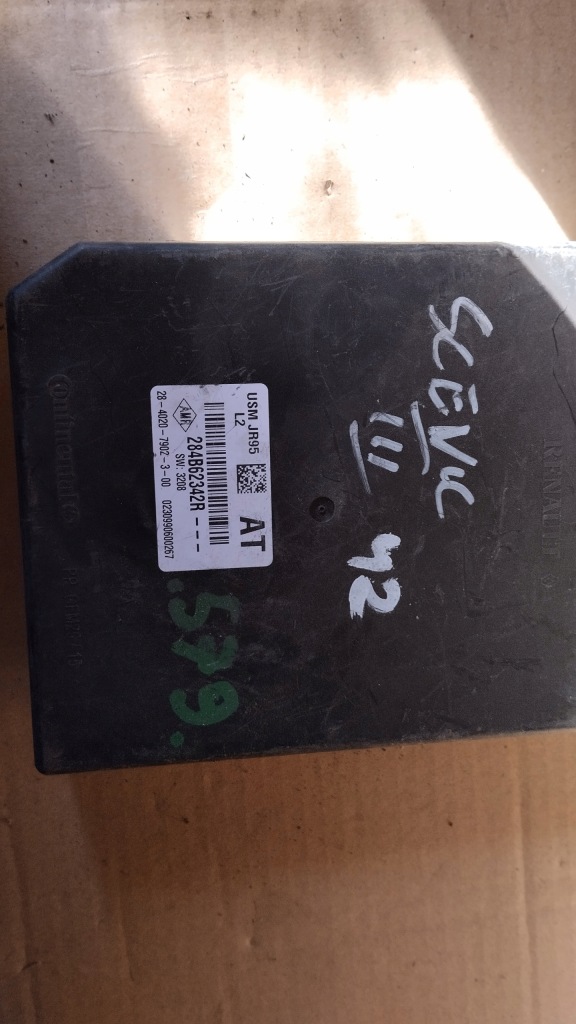 RENAULT
SCENIC
III
42
USM JR95
L2
AT
AMR
284B62342R---
SW: 3208
28-4020-7902-3-00 0230990600267
.579.
Continental